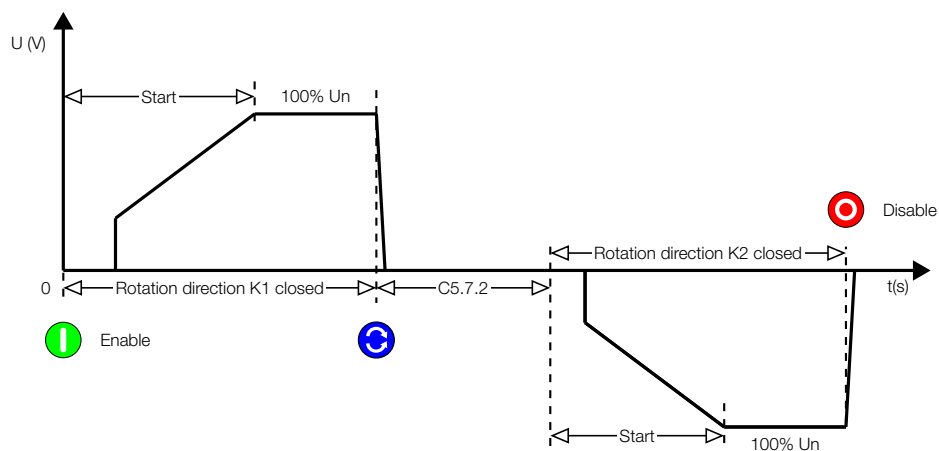 U (V)
Start
100% Un
Disable
Rotation direction K2 closed
0
Rotation direction K1 closed
C5.7.2
t(s)
Enable
Start
100% Un